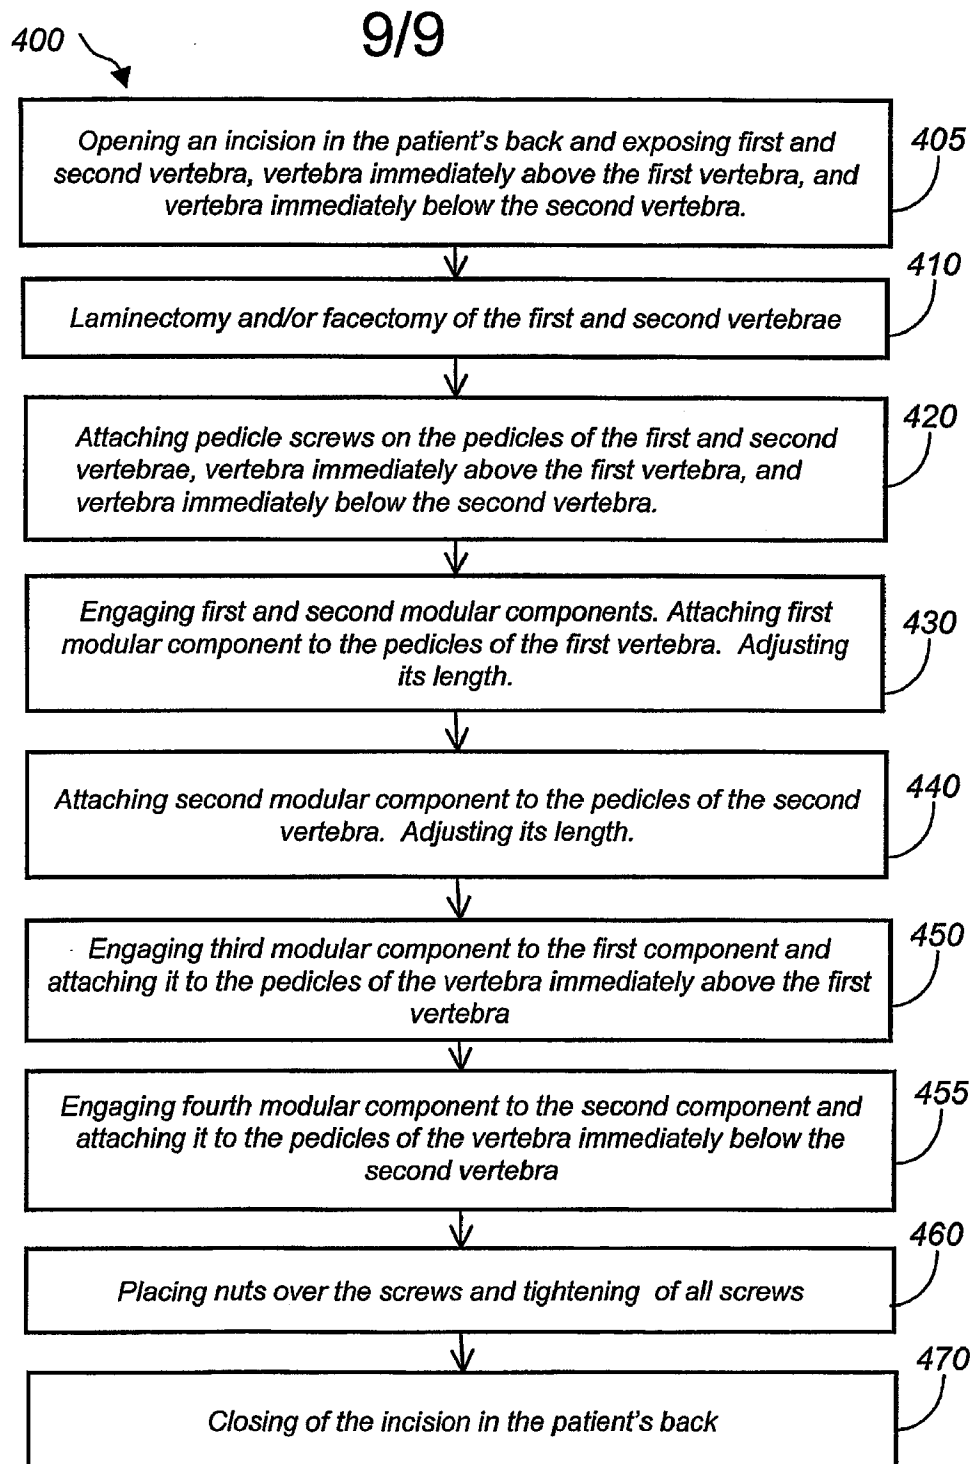 9/9
400
Opening an incision in the patient's back and exposing first and
second vertebra, vertebra immediately above the first vertebra, and
vertebra immediately below the second vertebra.
405
Laminectomy and/or facectomy of the first and second vertebrae
410
Attaching pedicle screws on the pedicles of the first and second
vertebrae, vertebra immediately above the first vertebra, and
vertebra immediately below the second vertebra.
420
Engaging first and second modular components. Attaching first
modular component to the pedicles of the first vertebra. Adjusting
its length.
430
Attaching second modular component to the pedicles of the second
vertebra. Adjusting its length.
440
Engaging third modular component to the first component and
attaching it to the pedicles of the vertebra immediately above the first
vertebra
450
Engaging fourth modular component to the second component and
attaching it to the pedicles of the vertebra immediately below the
second vertebra
455
Placing nuts over the screws and tightening of all screws
460
Closing of the incision in the patient's back
470